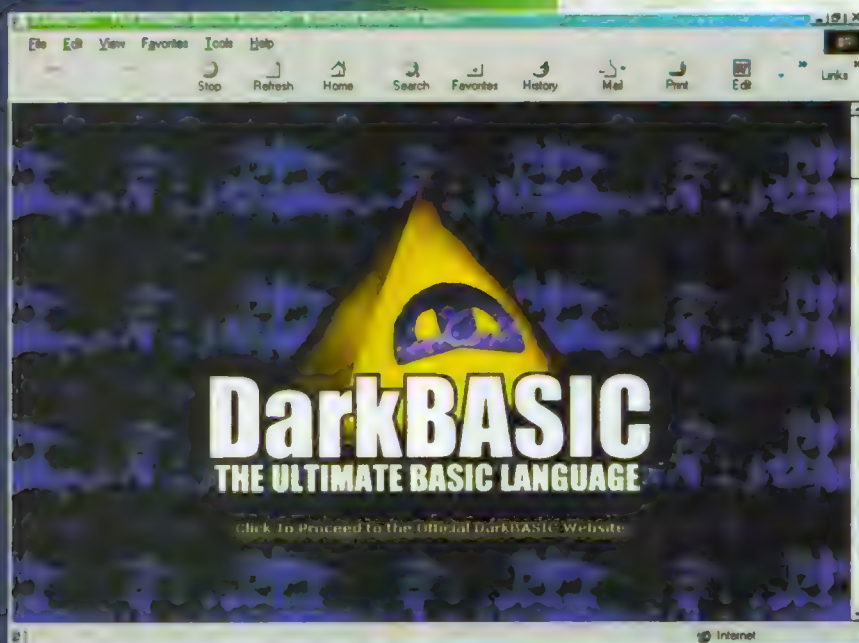 File Edit View Favorites Tools Help
Stop Refresh Home Search Favorites History Mail Print Edit Links
DarkBASIC
THE ULTIMATE BASIC LANGUAGE
Click To Proceed to the Official DarkBASIC Website
Internet